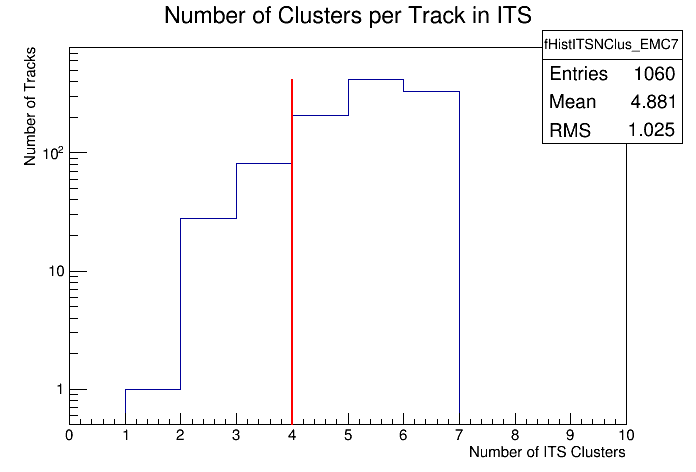 Number of Clusters per Track in ITS
fHistITSNClus_EMC7
Entries 1060
Mean 4.881
RMS 1.025
Number of Tracks
10²
10
1
0 1 2 3 4 5 6 7 8 9 10
Number of ITS Clusters